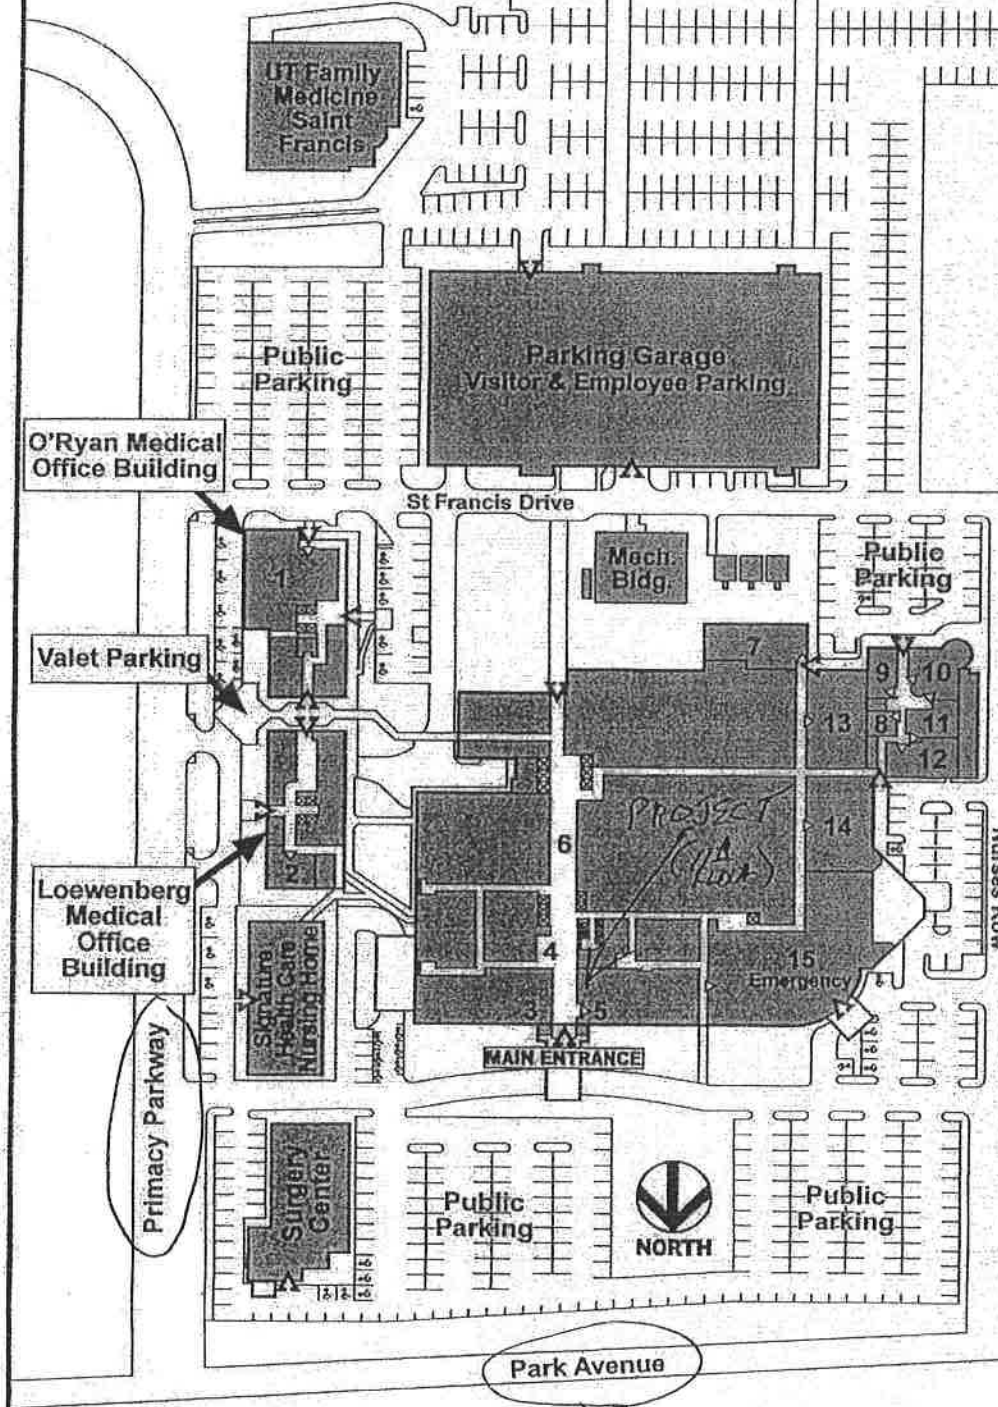 UT Family
Medicine
Saint
Francis
Public
Parking
Parking Garage
Visitor & Employee Parking
O'Ryan Medical
Office Building
St Francis Drive
1
Mech.
Bldg.
Public
Parking
Valet Parking
7
9
10
13
8
11
12
6
PROJECT
14
2
Loewenberg
Medical
Office
Building
4
15
Emergency
Signature
Health Care
Nursing Home
3
5
MAIN ENTRANCE
Primacy Parkway
Surgery
Center
Public
Parking
NORTH
Public
Parking
Park Avenue